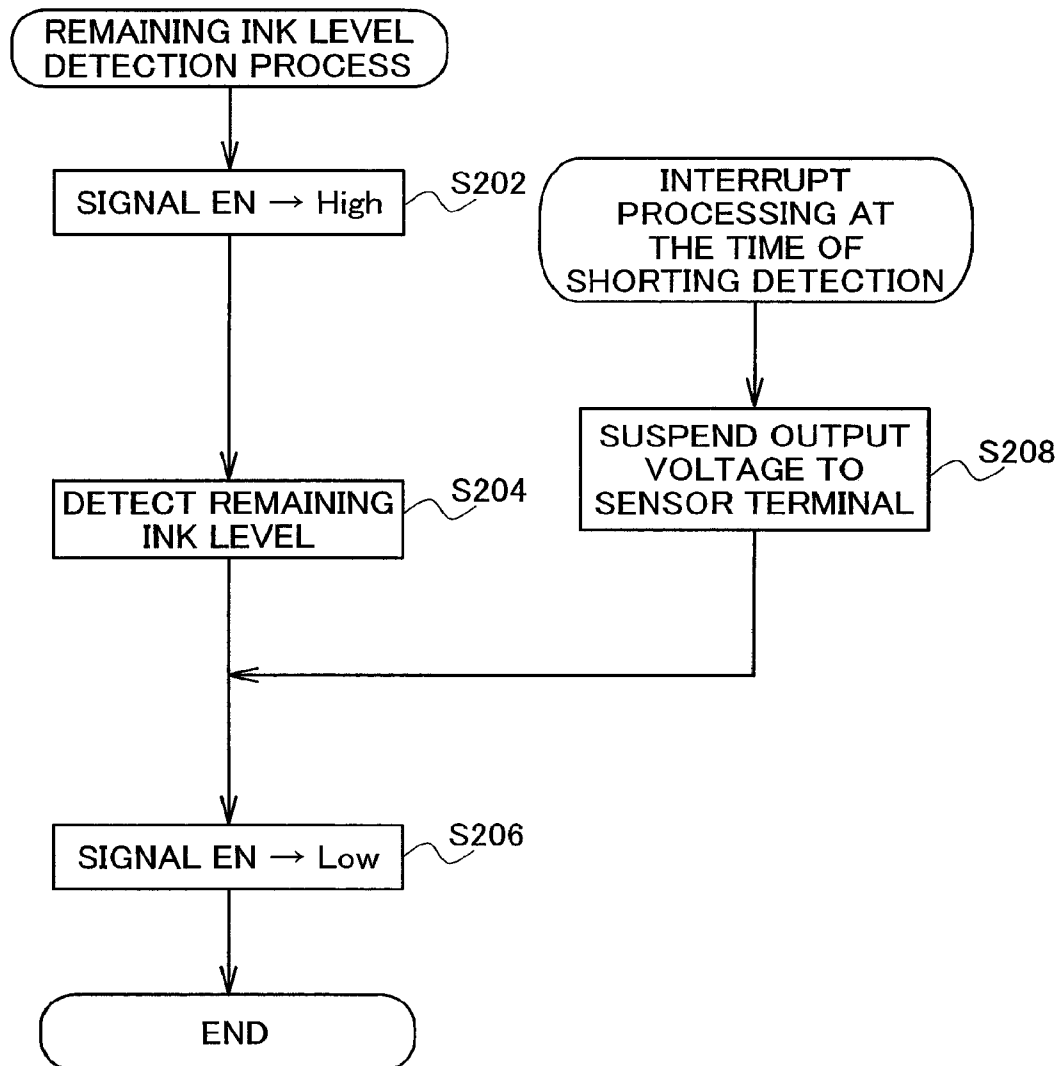 REMAINING INK LEVEL
DETECTION PROCESS
SIGNAL EN → High
S202
INTERRUPT
PROCESSING AT
THE TIME OF
SHORTING DETECTION
SUSPEND OUTPUT
VOLTAGE TO
SENSOR TERMINAL
S208
DETECT REMAINING
INK LEVEL
S204
SIGNAL EN → Low
S206
END